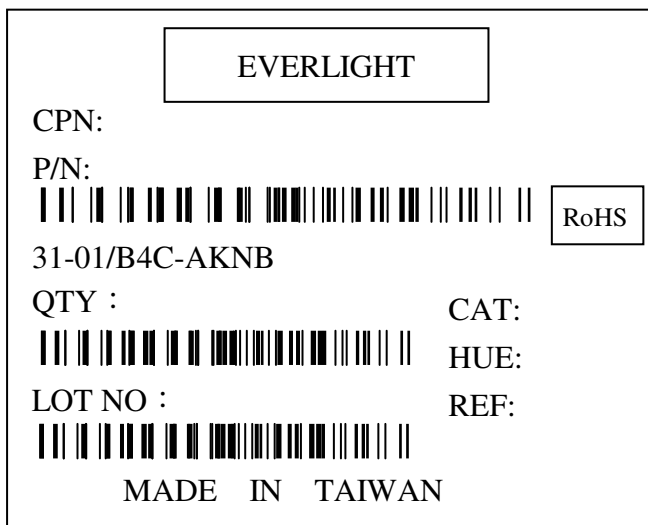 EVERLIGHT
CPN:
P/N:
RoHS
31-01/B4C-AKNB
QTY：
CAT:
HUE:
LOT NO：
REF:
MADE IN TAIWAN